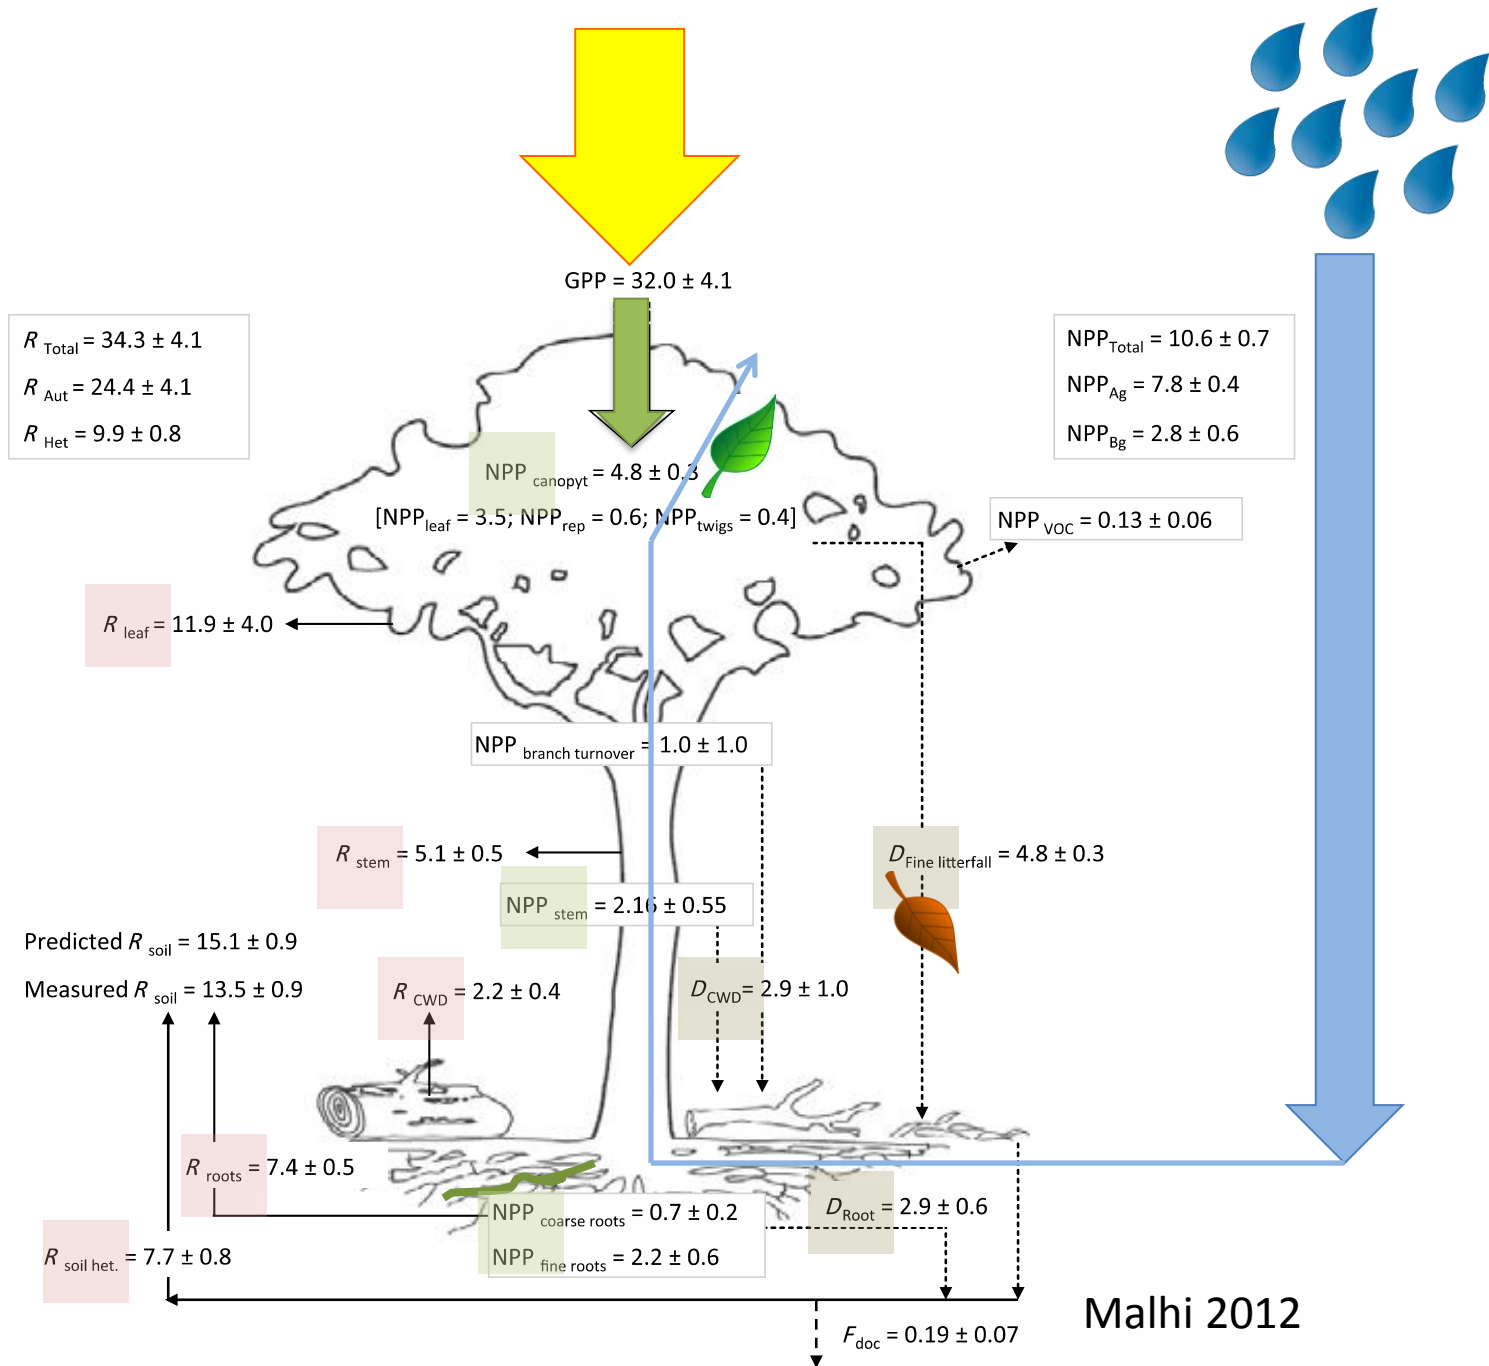 GPP = 32.0 ± 4.1
R Total = 34.3 ± 4.1
R Aut = 24.4 ± 4.1
R Het = 9.9 ± 0.8
NPPTotal = 10.6 ± 0.7
NPPAg = 7.8 ± 0.4
NPPBg = 2.8 ± 0.6
NPP canopyt = 4.8 ± 0.3
[NPPleaf = 3.5; NPPrep = 0.6; NPPtwigs = 0.4]
NPP VOC = 0.13 ± 0.06
R leaf = 11.9 ± 4.0
NPP branch turnover = 1.0 ± 1.0
R stem = 5.1 ± 0.5
DFine litterfall = 4.8 ± 0.3
NPP stem = 2.16 ± 0.55
Predicted R soil = 15.1 ± 0.9
Measured R soil = 13.5 ± 0.9
R CWD = 2.2 ± 0.4
DCWD= 2.9 ± 1.0
R roots = 7.4 ± 0.5
NPP coarse roots = 0.7 ± 0.2
DRoot = 2.9 ± 0.6
R soil het. = 7.7 ± 0.8
NPP fine roots = 2.2 ± 0.6
Malhi 2012
Fdoc = 0.19 ± 0.07